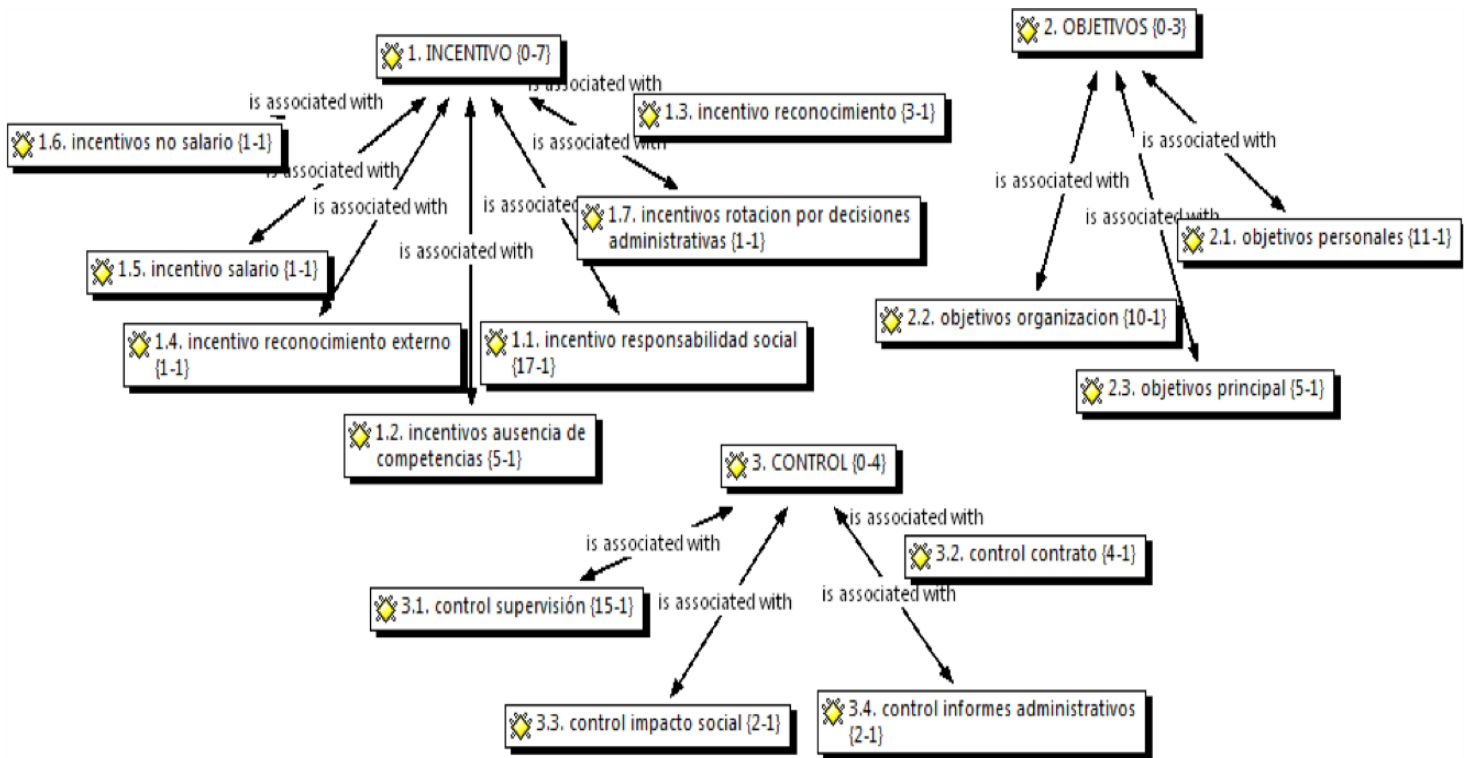 1. INCENTIVO {0-7}
2. OBJETIVOS {0-3}
is associated with
is associated with
1.3. incentivo reconocimiento {3-1}
1.6. incentivos no salario {1-1}
is associated with
is associated with
is associated with
is associated with
is associated with
is associated
is associated with
1.7. incentivos rotacion por decisiones
administrativas {1-1}
is associated with
is associated with
2.1. objetivos personales {11-1}
1.5. incentivo salario {1-1}
2.2. objetivos organizacion {10-1}
1.4. incentivo reconocimiento externo
{1-1}
1.1. incentivo responsabilidad social
{17-1}
2.3. objetivos principal {5-1}
1.2. incentivos ausencia de
competencias {5-1}
3. CONTROL {0-4}
is associated with
is associated with
3.2. control contrato {4-1}
3.1. control supervisión {15-1}
is associated with
is associated with
3.3. control impacto social {2-1}
3.4. control informes administrativos
{2-1}